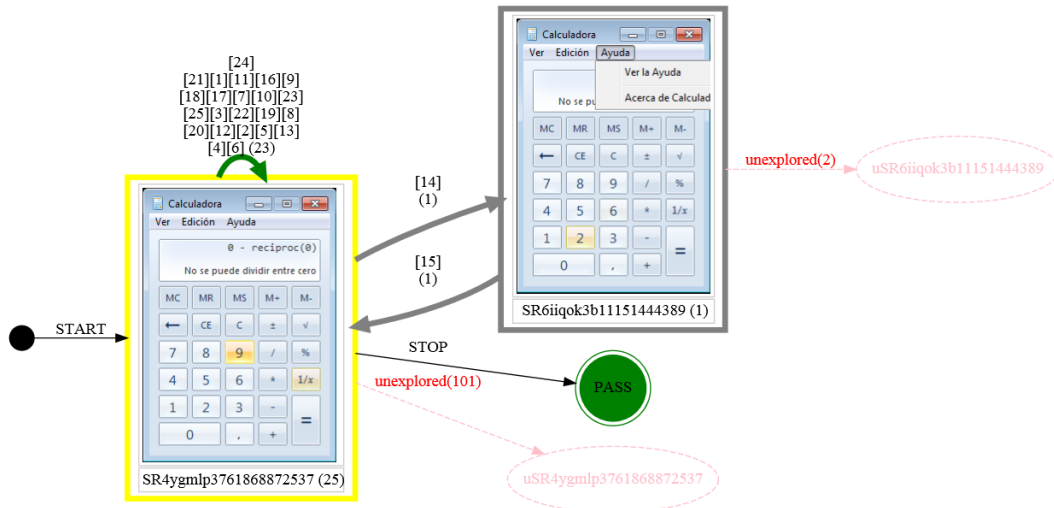 START
[24]
[21][1][11][16][9]
[18][17][7][10][23]
[25][3][22][19][8]
[20][12][2][5][13]
[4][6] (23)
Calculadora
Ver Edición Ayuda
0 - reciproc(0)
No se puede dividir entre cero
MC MR MS M+ M-
← CE C ± √
7 8 9 / %
4 5 6 * 1/x
1 2 3 - =
0 , +
SR4ygmlp3761868872537 (25)
[14]
(1)
[15]
(1)
Calculadora
Ver Edición Ayuda
Ver la Ayuda
No se pu
Acerca de Calculad
MC MR MS M+ M-
← CE C ± √
7 8 9 / %
4 5 6 * 1/x
1 2 3 - =
0 , +
SR6iiqok3b11151444389 (1)
unexplored(2)
uSR6iiqok3b11151444389
STOP
PASS
unexplored(101)
uSR4ygmlp3761868872537